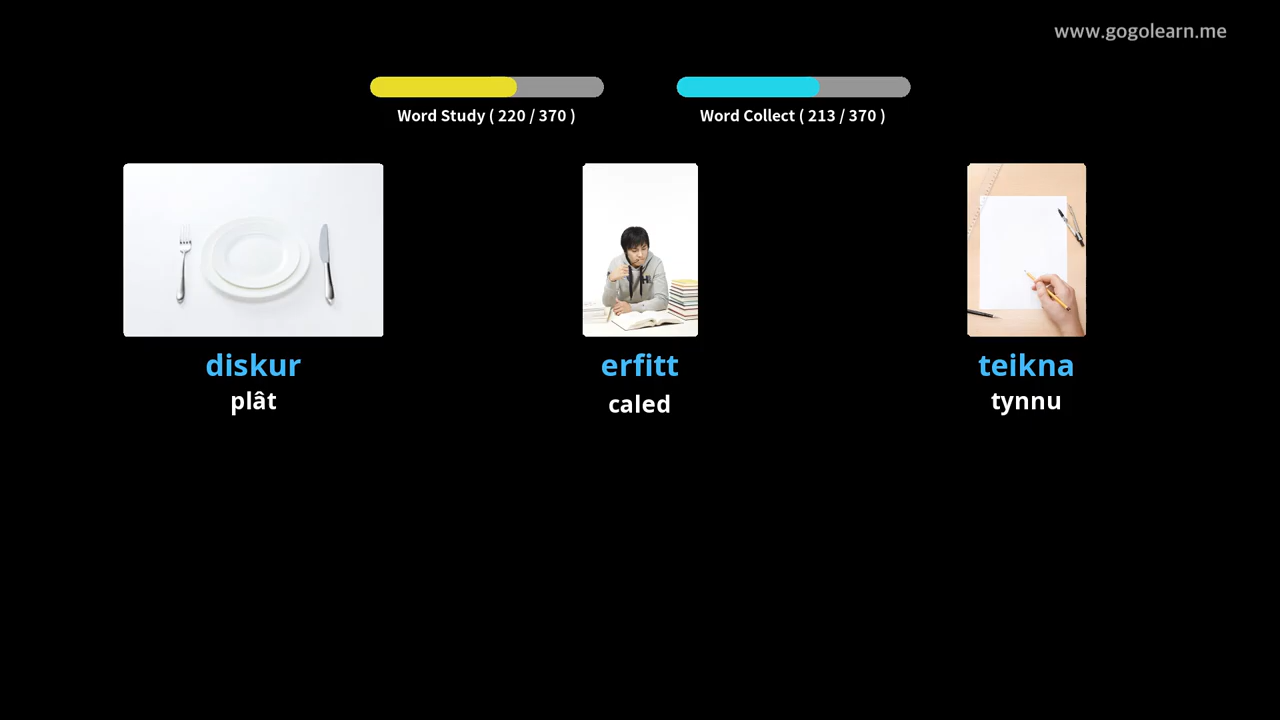 www.gogolearn.me
Word Study ( 220 / 370 )
Word Collect ( 213 / 370 )
diskur
plât
erfitt
caled
teikna
tynnu